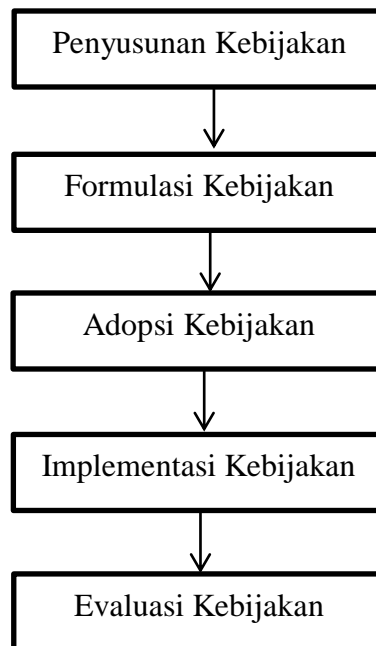 Penyusunan Kebijakan
Formulasi Kebijakan
Adopsi Kebijakan
Implementasi Kebijakan
Evaluasi Kebijakan